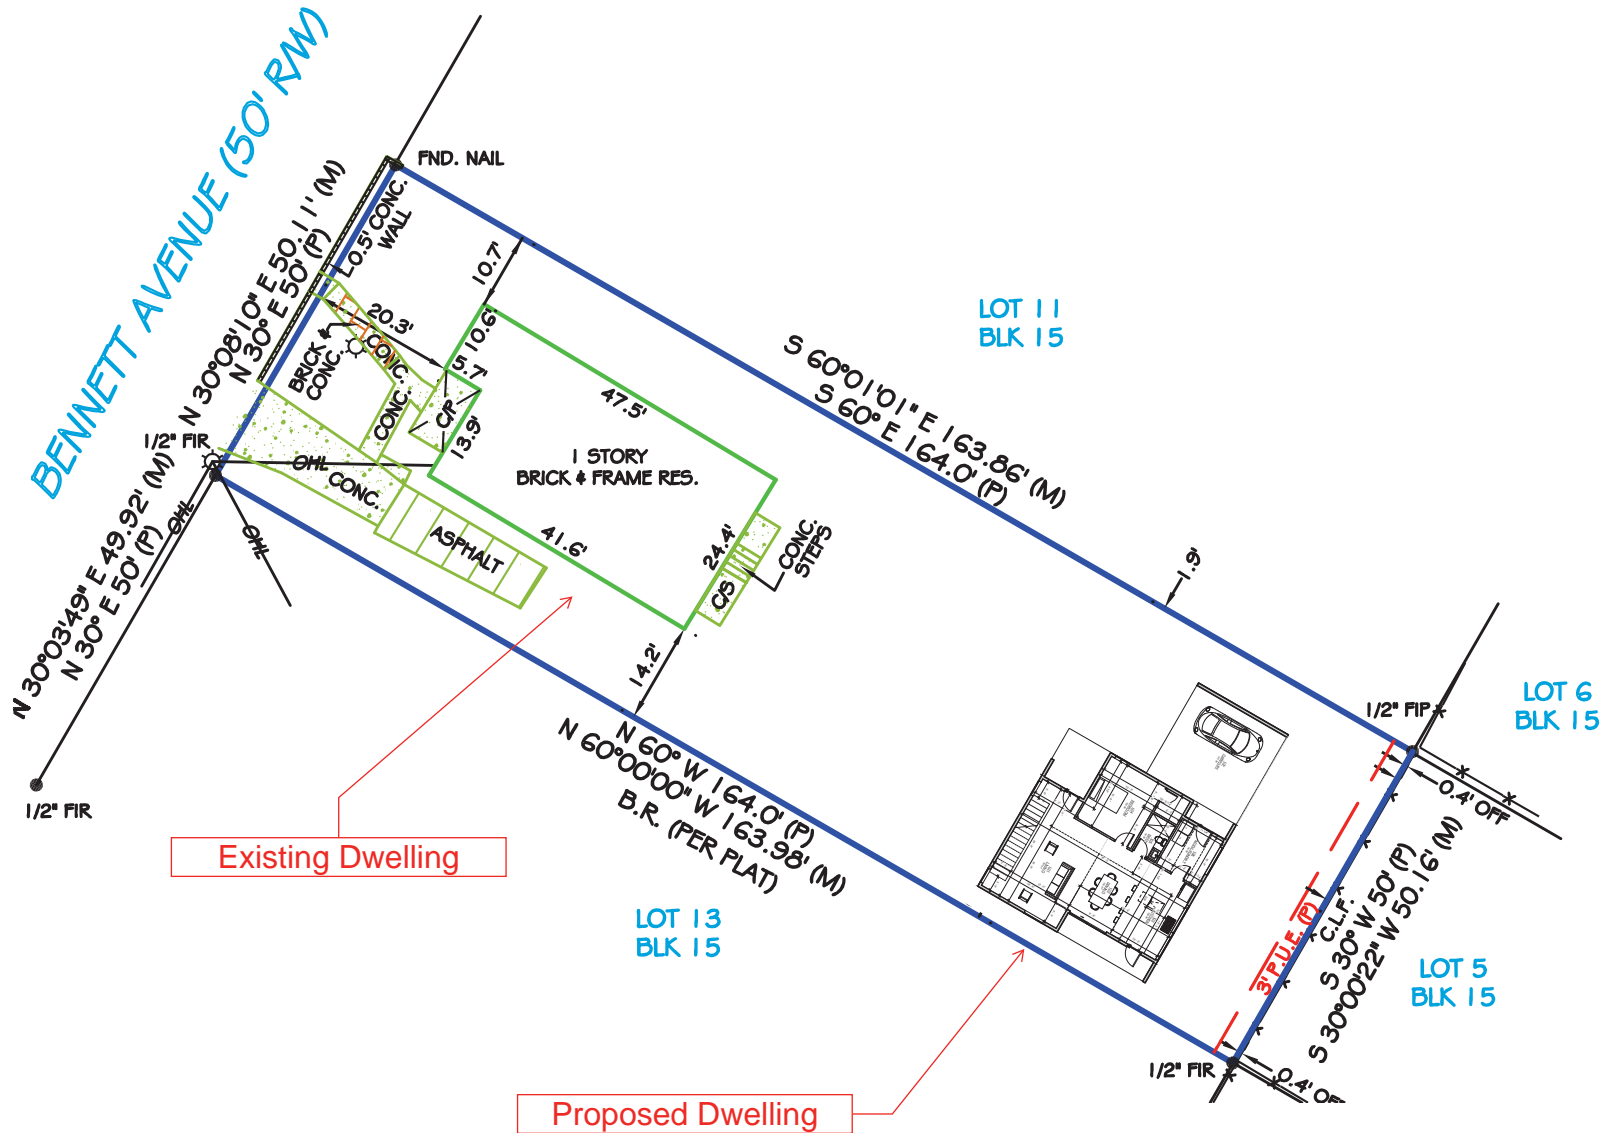 BENNETT AVENUE (50' R/W)
FND. NAIL
N 30°08'10" E 50.11' (M)
N 30° E 50' (P)
0.5' CONC.
WALL
10.7'
10.6'
20.3'
BRICK &
CONC.
CONC.
CONC.
5.7'
C/P
13.9'
47.5'
1 STORY
BRICK & FRAME RES.
41.6'
24.4'
CONC.
STEPS
C/S
14.2'
1/2" FIR
OHL
CONC.
ASPHALT
OHL
OHL
N 30°03'49" E 49.92' (M)
N 30° E 50' (P)
1/2" FIR
LOT 11
BLK 15
S 60°01'01" E 163.86' (M)
S 60° E 164.0' (P)
1.9'
LOT 6
BLK 15
1/2" FIP
0.4' OFF
N 60° W 164.0' (P)
N 60°00'00" W 163.98' (M)
B.R. (PER PLAT)
Existing Dwelling
LOT 13
BLK 15
3' P.U.E. (P)
C.L.F.
S 30° W 50' (P)
S 30°00'22" W 50.16' (M)
LOT 5
BLK 15
1/2" FIR
0.4' OFF
Proposed Dwelling